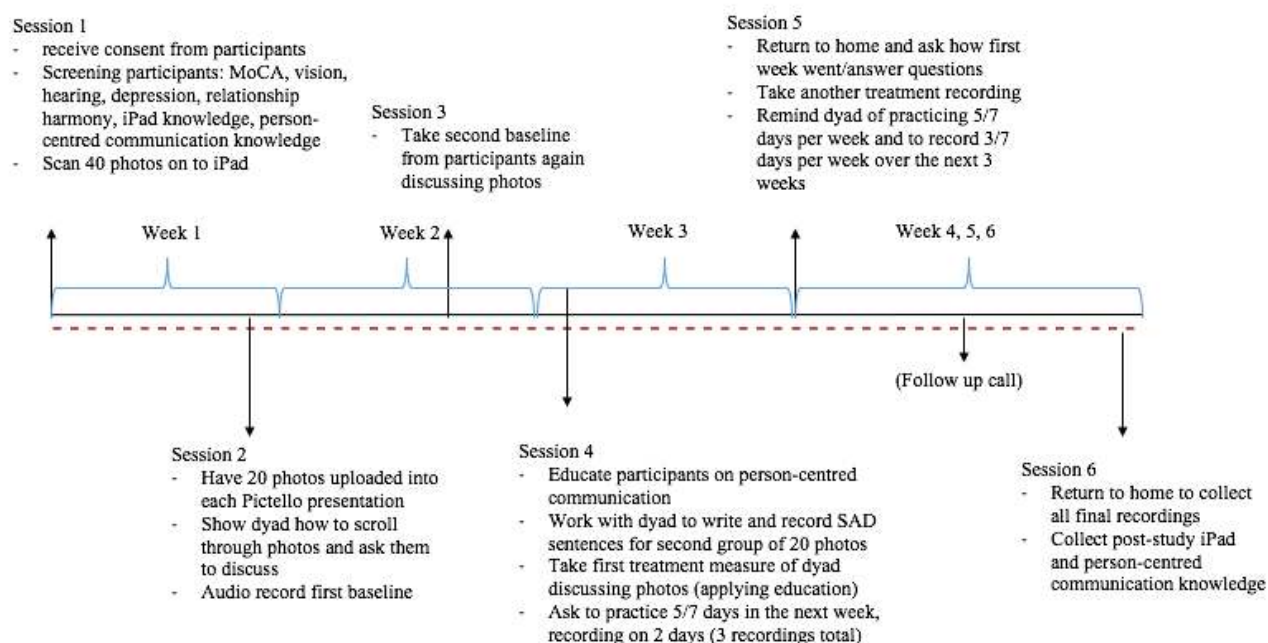 Session 1
- receive consent from participants
- Screening participants: MoCA, vision,
hearing, depression, relationship
harmony, iPad knowledge, person-
centred communication knowledge
- Scan 40 photos on to iPad
Session 3
- Take second baseline
from participants again
discussing photos
Session 5
- Return to home and ask how first
week went/answer questions
- Take another treatment recording
- Remind dyad of practicing 5/7
days per week and to record 3/7
days per week over the next 3
weeks
Week 1
Week 2
Week 3
Week 4, 5, 6
(Follow up call)
Session 2
- Have 20 photos uploaded into
each Pictello presentation
- Show dyad how to scroll
through photos and ask them
to discuss
- Audio record first baseline
Session 4
- Educate participants on person-centred
communication
- Work with dyad to write and record SAD
sentences for second group of 20 photos
- Take first treatment measure of dyad
discussing photos (applying education)
- Ask to practice 5/7 days in the next week,
recording on 2 days (3 recordings total)
Session 6
- Return to home to collect
all final recordings
- Collect post-study iPad
and person-centred
communication knowledge